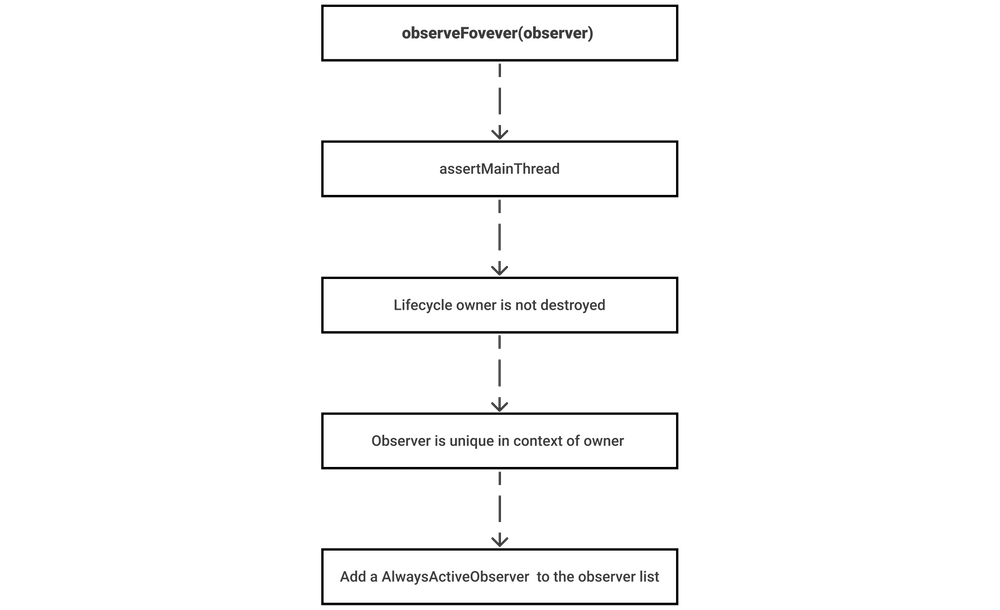 observeFovever(observer)
assertMainThread
Lifecycle owner is not destroyed
Observer is unique in context of owner
Add a AlwaysActiveObserver  to the observer list